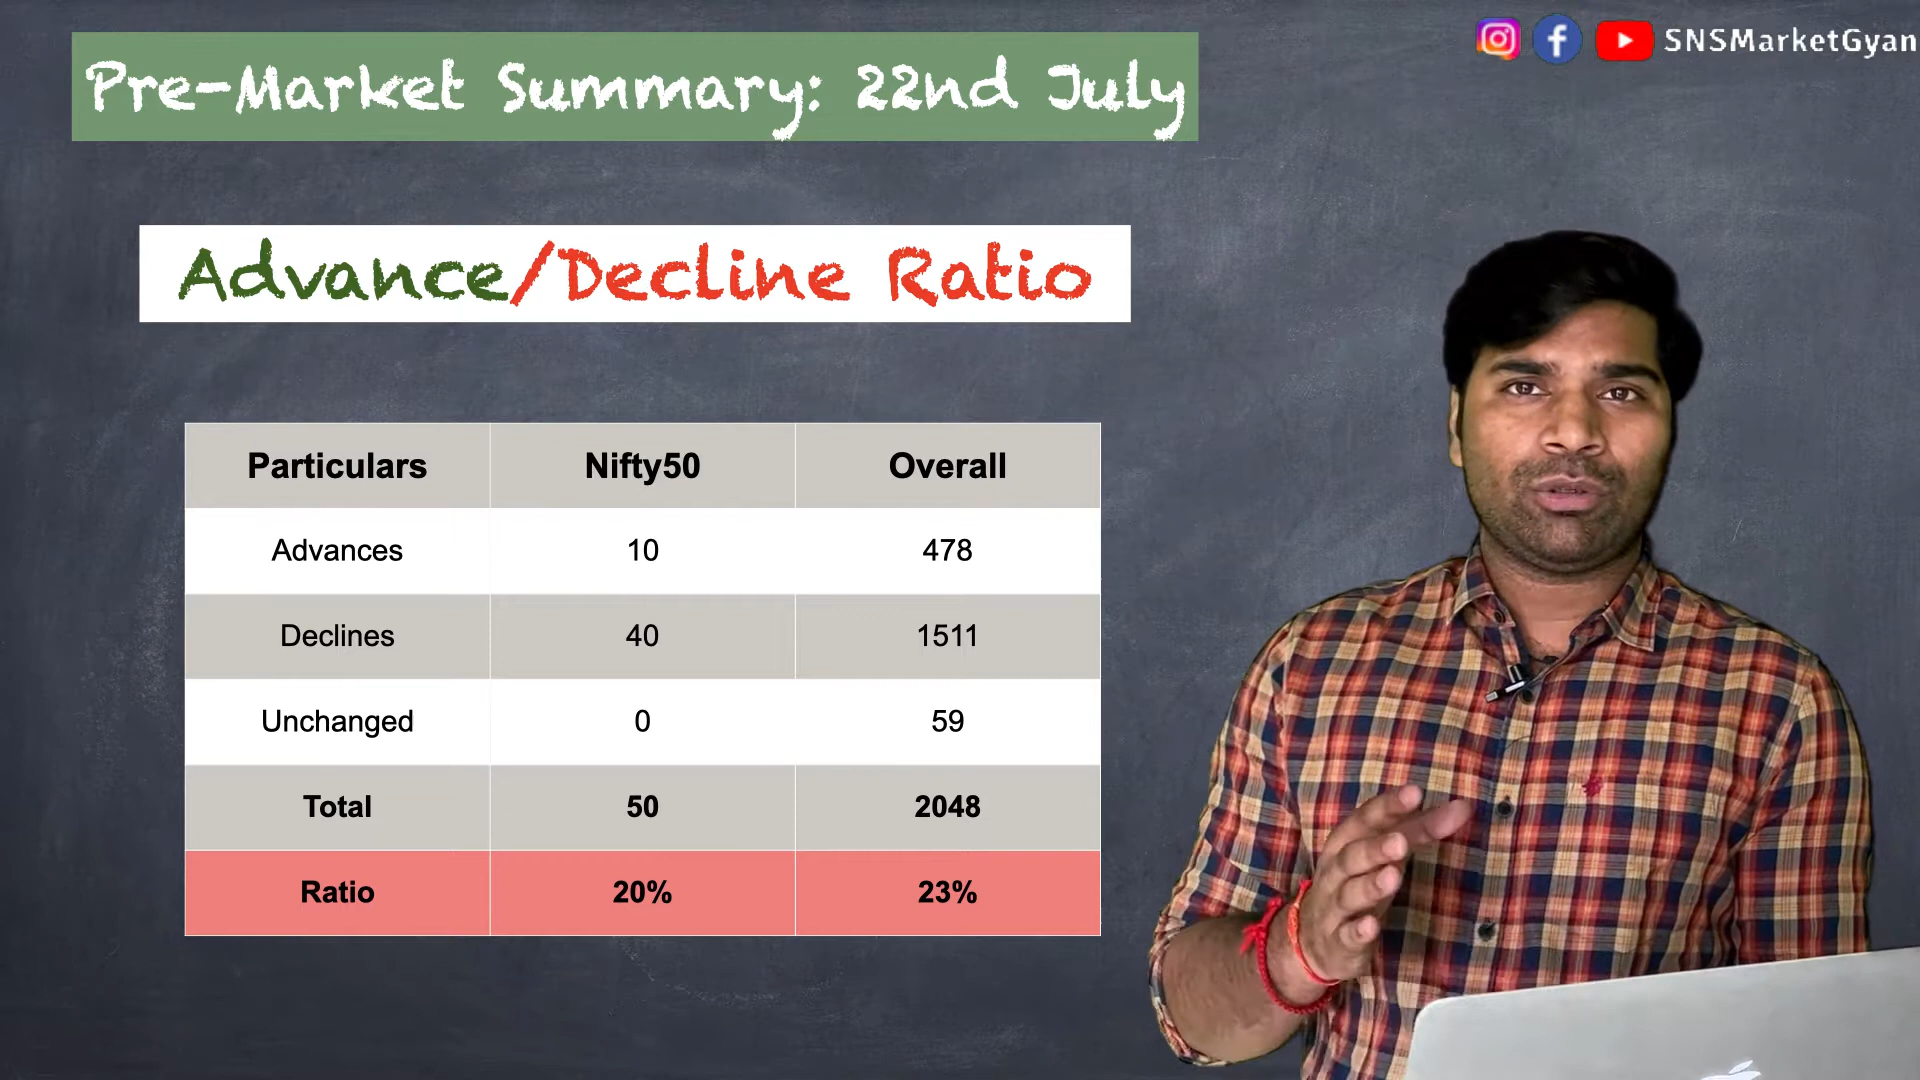 SNSMarketGyan
Pre-Market Summary: 22nd July
Advance/Decline Ratio
Particulars Nifty50 Overall
Advances 10 478
Declines 40 1511
Unchanged 0 59
Total 50 2048
Ratio 20% 23%